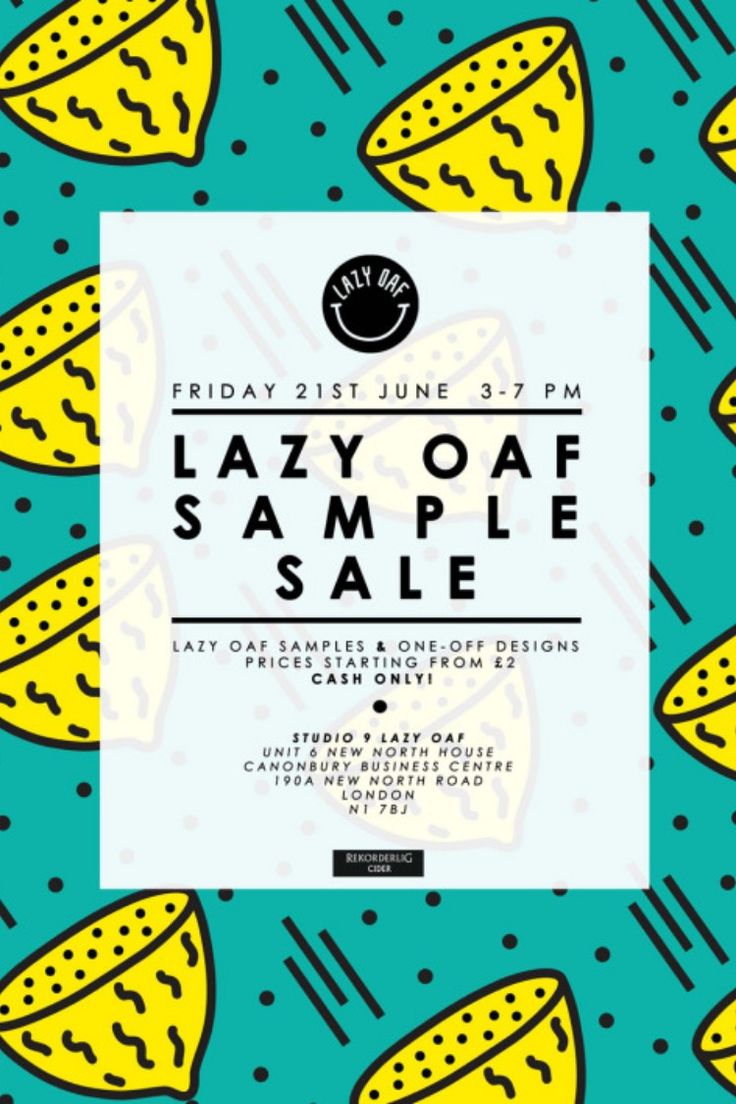 LAZY OAF
FRIDAY 21ST JUNE 3-7 PM
LAZY OAF
SAMPLE
SALE
LAZY OAF SAMPLES & ONE-OFF DESIGNS
PRICES STARTING FROM £2
CASH ONLY!
STUDIO 9 LAZY OAF
UNIT 6 NEW NORTH HOUSE
CANONBURY BUSINESS CENTRE
190A NEW NORTH ROAD
LONDON
N1 7BJ
REKORDERLIG
CIDER